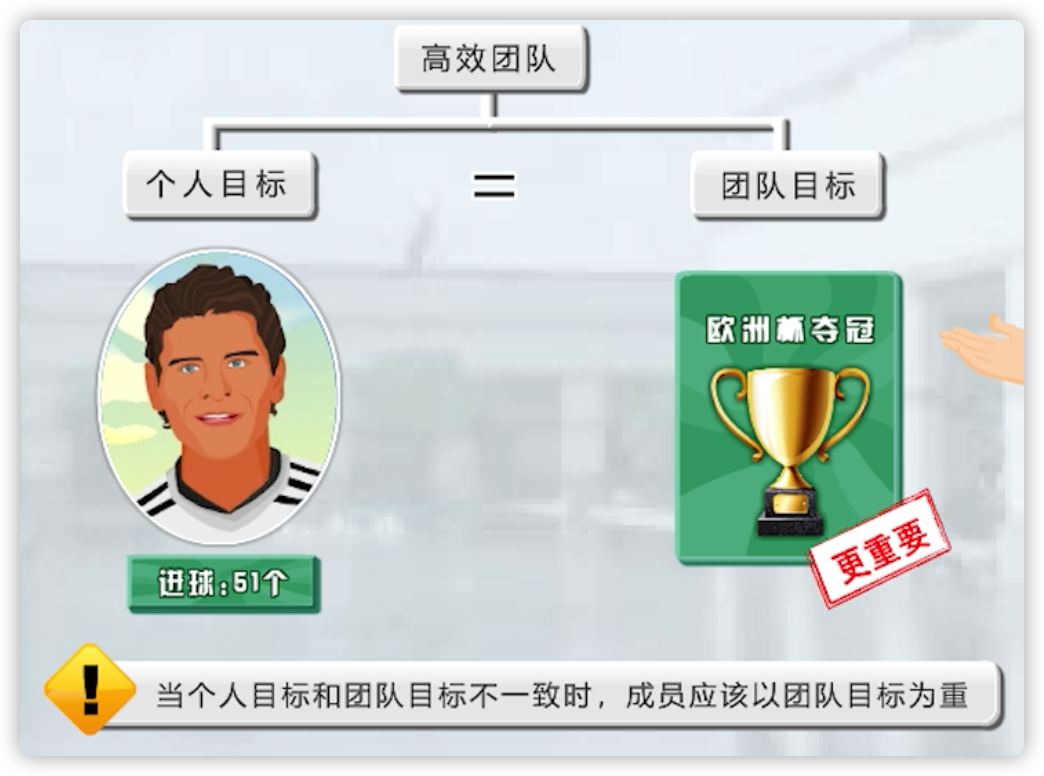 高效团队
个人目标
=
团队目标
欧洲杯夺冠
更重要
进球:51个
!
当个人目标和团队目标不一致时，成员应该以团队目标为重